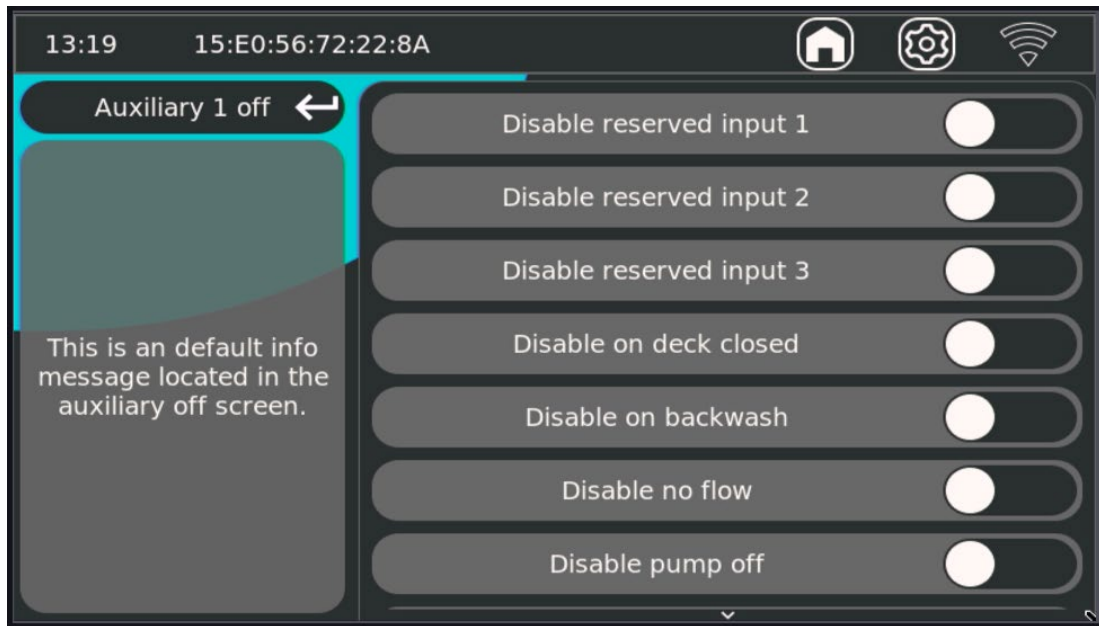 13:19 15:E0:56:72:22:8A
Auxiliary 1 off
This is an default info
message located in the
auxiliary off screen.
Disable reserved input 1
Disable reserved input 2
Disable reserved input 3
Disable on deck closed
Disable on backwash
Disable no flow
Disable pump off